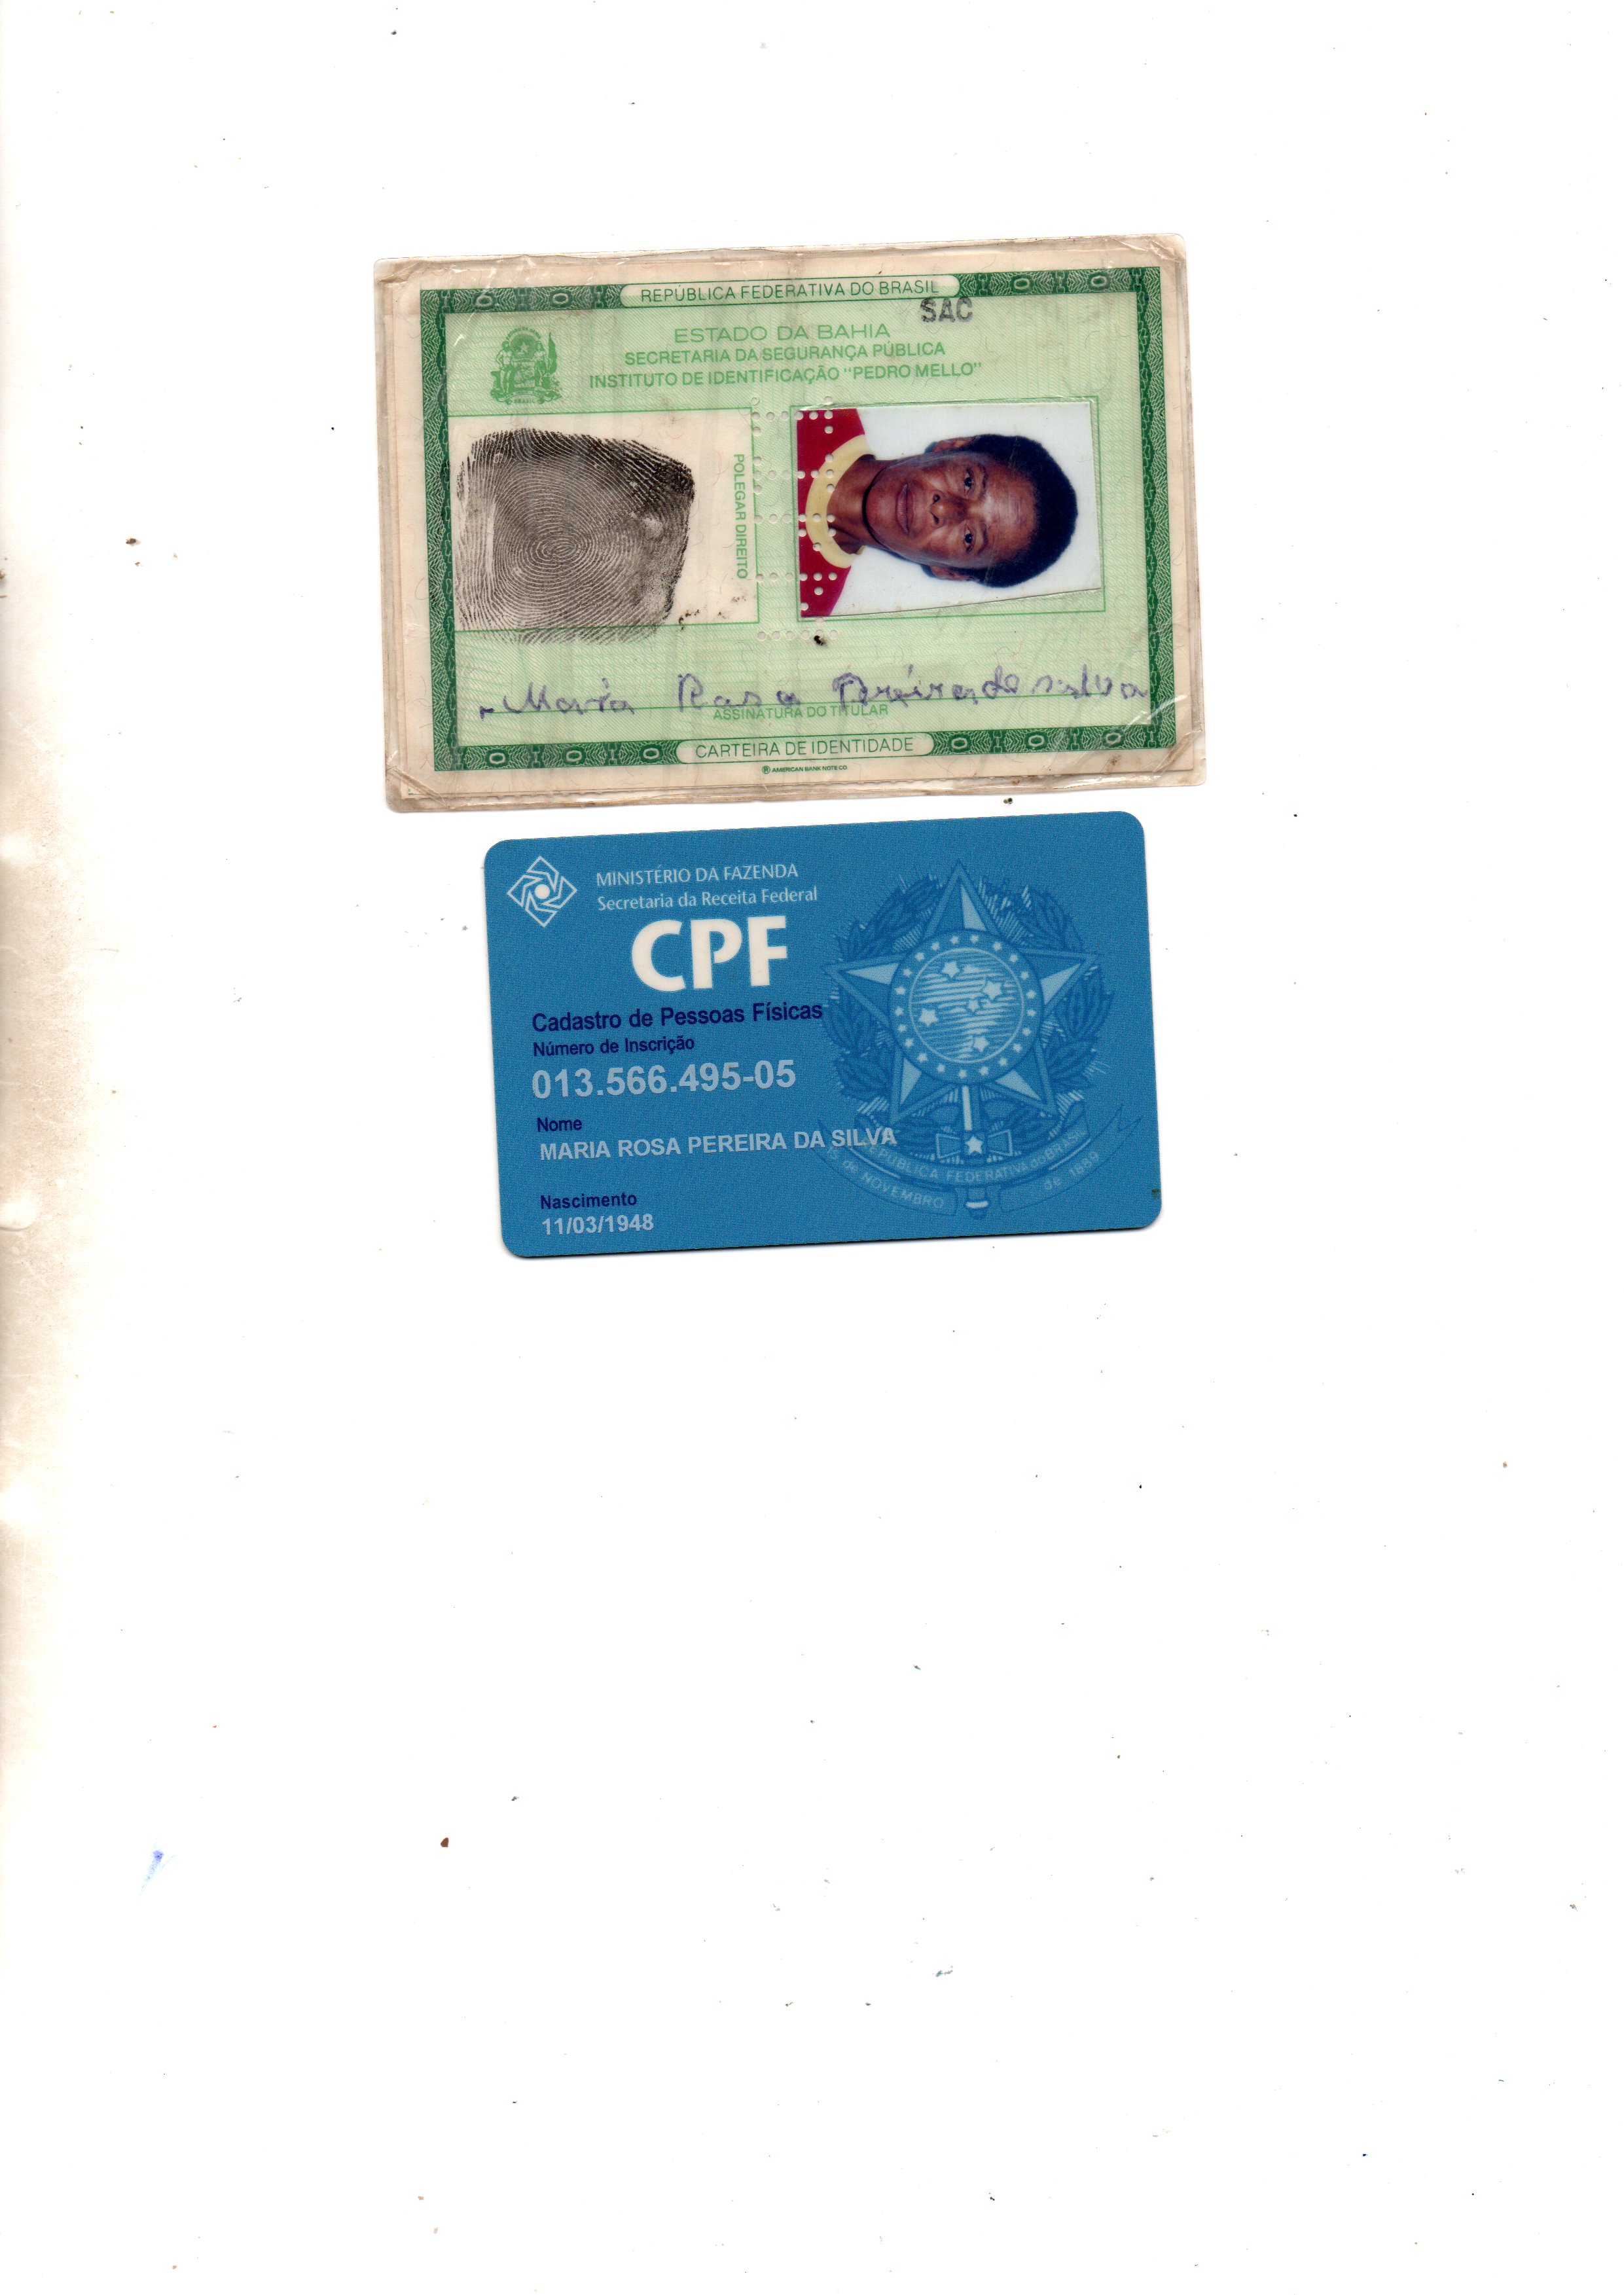 REPÚBLICA FEDERATIVA DO BRASIL
SAC
ESTADO DA BAHIA
SECRETARIA DA SEGURANÇA PÚBLICA
INSTITUTO DE IDENTIFICAÇÃO "PEDRO MELLO"
POLEGAR DIREITO
Maria Rosa Pereira da Silva
ASSINATURA DO TITULAR
CARTEIRA DE IDENTIDADE
AMERICAN BANK NOTE CO.
MINISTÉRIO DA FAZENDA
Secretaria da Receita Federal
CPF
Cadastro de Pessoas Físicas
Número de Inscrição
013.566.495-05
Nome
MARIA ROSA PEREIRA DA SILVA
Nascimento
11/03/1948
REPÚBLICA FEDERATIVA do BRASIL
15 de NOVEMBRO de 1889